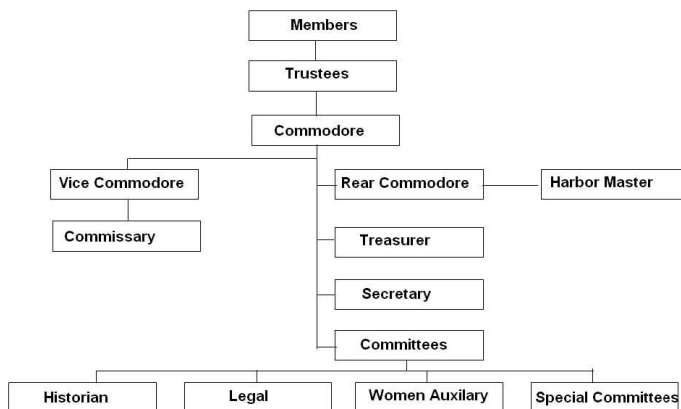 Members
Trustees
Commodore
Vice Commodore
Rear Commodore
Harbor Master
Commissary
Treasurer
Secretary
Committees
Historian
Legal
Women Auxilary
Special Committees